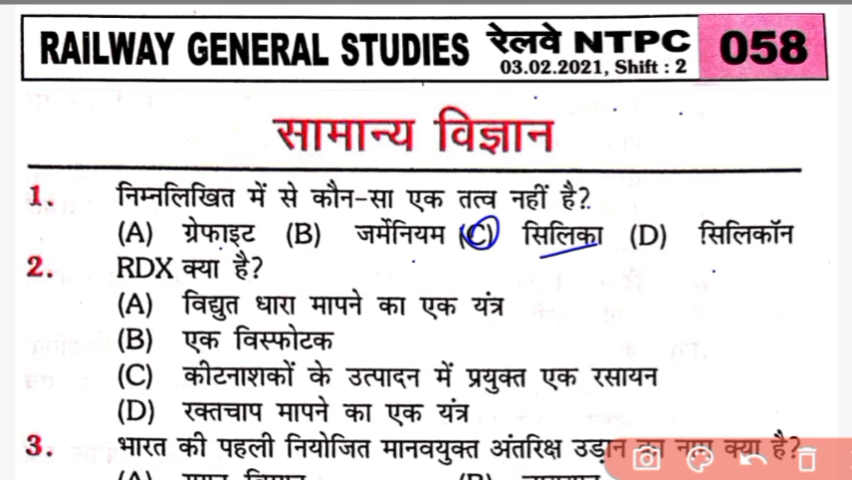 RAILWAY GENERAL STUDIES रेलवे NTPC 058
03.02.2021, Shift : 2
सामान्य विज्ञान
1. निम्नलिखित में से कौन-सा एक तत्व नहीं है?
(A) ग्रेफाइट (B) जर्मेनियम (C) सिलिका (D) सिलिकॉन
2. RDX क्या है?
(A) विद्युत धारा मापने का एक यंत्र
(B) एक विस्फोटक
(C) कीटनाशकों के उत्पादन में प्रयुक्त एक रसायन
(D) रक्तचाप मापने का एक यंत्र
3. भारत की पहली नियोजित मानवयुक्त अंतरिक्ष उड़ान का नाम क्या है?
(A) (B)